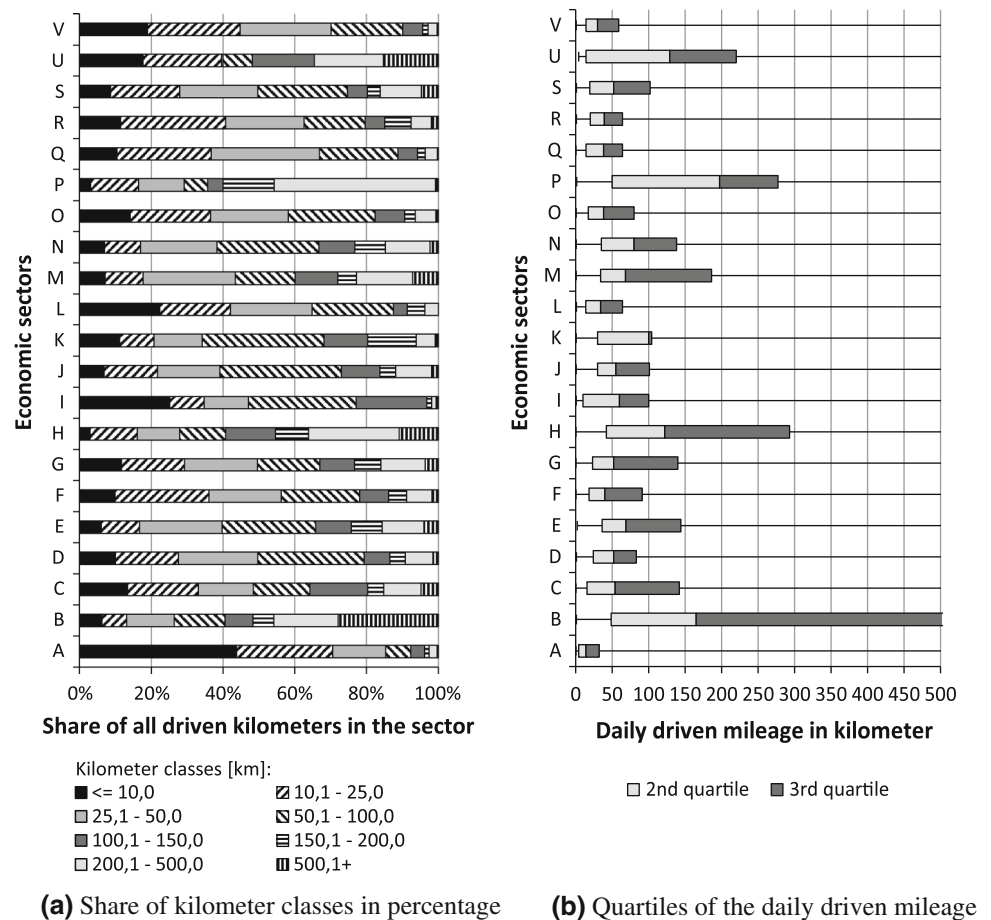 Economic sectors
V
U
S
R
Q
P
O
N
M
L
K
J
I
H
G
F
E
D
C
B
A
0% 20% 40% 60% 80% 100%
Share of all driven kilometers in the sector
Kilometer classes [km]:
<= 10,0 10,1 - 25,0
25,1 - 50,0 50,1 - 100,0
100,1 - 150,0 150,1 - 200,0
200,1 - 500,0 500,1+
(a) Share of kilometer classes in percentage
Economic sectors
V
U
S
R
Q
P
O
N
M
L
K
J
I
H
G
F
E
D
C
B
A
0 50 100 150 200 250 300 350 400 450 500
Daily driven mileage in kilometer
2nd quartile 3rd quartile
(b) Quartiles of the daily driven mileage